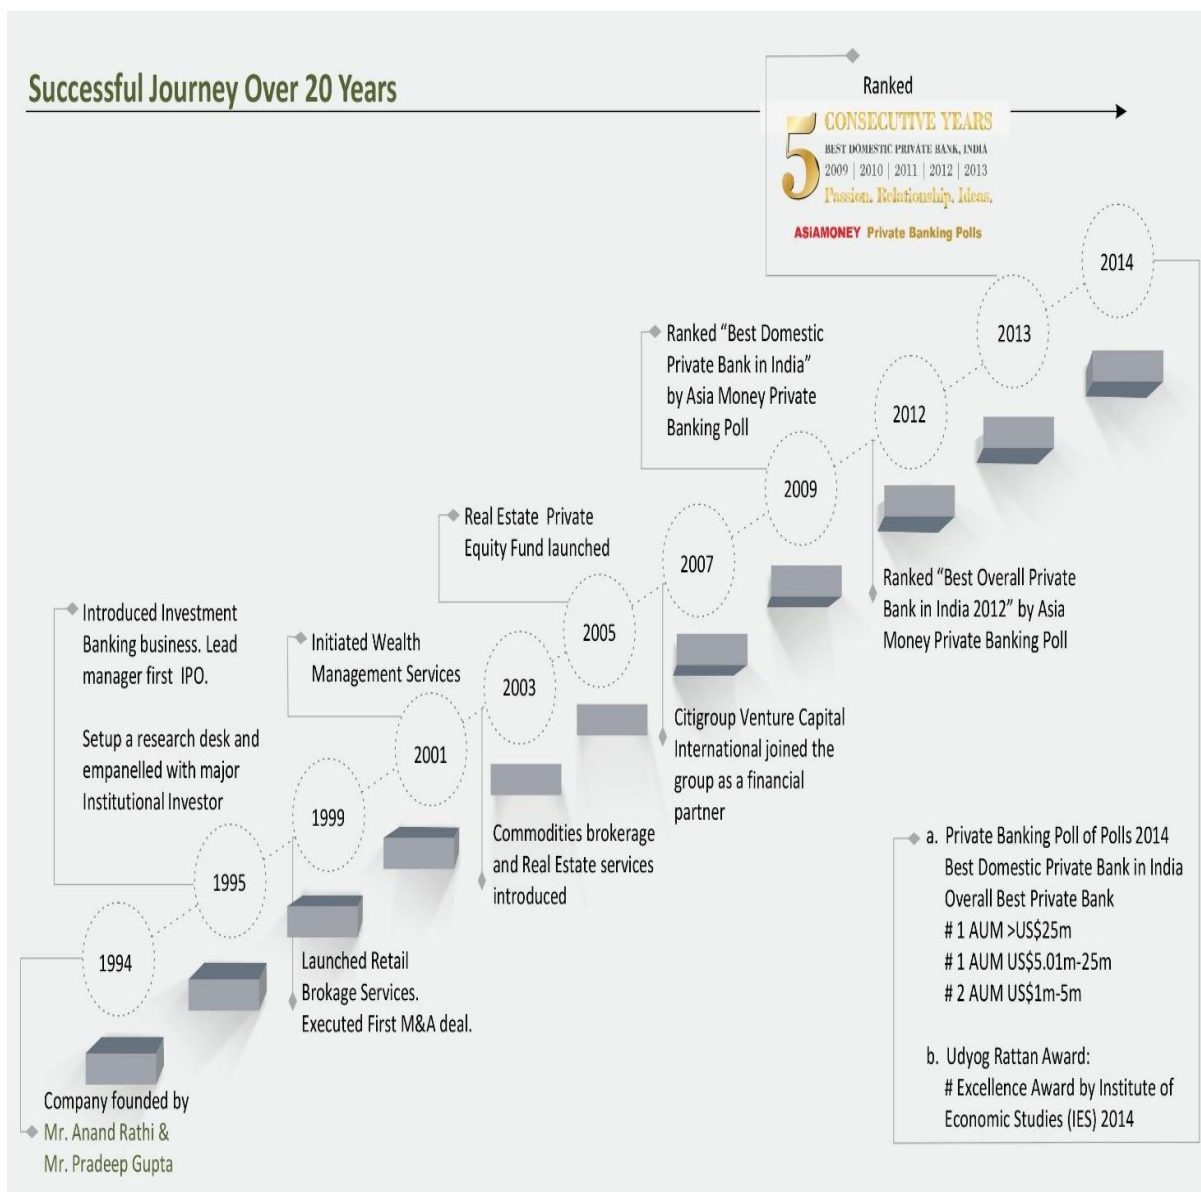 Successful Journey Over 20 Years
Ranked
5 CONSECUTIVE YEARS
BEST DOMESTIC PRIVATE BANK, INDIA
2009 | 2010 | 2011 | 2012 | 2013
Passion. Relationship. Ideas.
ASiAMONEY Private Banking Polls
2014
2013
Ranked “Best Domestic
Private Bank in India”
by Asia Money Private
Banking Poll
2012
2009
Real Estate Private
Equity Fund launched
2007
Ranked “Best Overall Private
Bank in India 2012” by Asia
Money Private Banking Poll
Introduced Investment
Banking business. Lead
manager first IPO.
Setup a research desk and
empanelled with major
Institutional Investor
Initiated Wealth
Management Services
2005
2003
Citigroup Venture Capital
International joined the
group as a financial
partner
2001
1999
Commodities brokerage
and Real Estate services
introduced
1995
a. Private Banking Poll of Polls 2014
Best Domestic Private Bank in India
Overall Best Private Bank
# 1 AUM >US$25m
# 1 AUM US$5.01m-25m
# 2 AUM US$1m-5m
1994
Launched Retail
Brokage Services.
Executed First M&A deal.
b. Udyog Rattan Award:
# Excellence Award by Institute of
Economic Studies (IES) 2014
Company founded by
Mr. Anand Rathi &
Mr. Pradeep Gupta